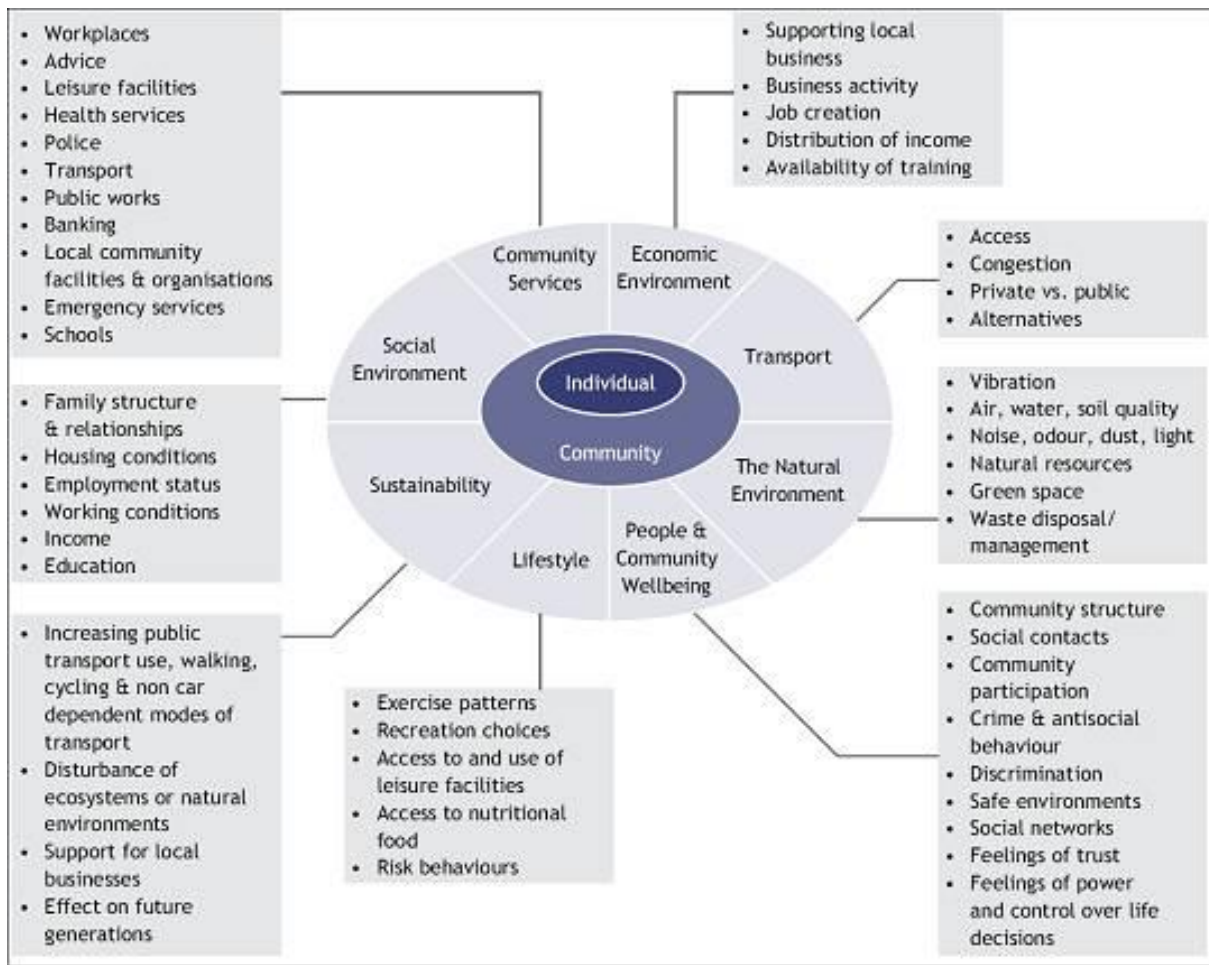 • Workplaces
• Advice
• Leisure facilities
• Health services
• Police
• Transport
• Public works
• Banking
• Local community
facilities & organisations
• Emergency services
• Schools
• Supporting local
business
• Business activity
• Job creation
• Distribution of income
• Availability of training
Community
Services
Economic
Environment
• Access
• Congestion
• Private vs. public
• Alternatives
Social
Environment
Transport
Individual
Community
• Family structure
& relationships
• Housing conditions
• Employment status
• Working conditions
• Income
• Education
• Vibration
• Air, water, soil quality
• Noise, odour, dust, light
• Natural resources
• Green space
• Waste disposal/
management
Sustainability
The Natural
Environment
Lifestyle
People &
Community
Wellbeing
• Increasing public
transport use, walking,
cycling & non car
dependent modes of
transport
• Disturbance of
ecosystems or natural
environments
• Support for local
businesses
• Effect on future
generations
• Exercise patterns
• Recreation choices
• Access to and use of
leisure facilities
• Access to nutritional
food
• Risk behaviours
• Community structure
• Social contacts
• Community
participation
• Crime & antisocial
behaviour
• Discrimination
• Safe environments
• Social networks
• Feelings of trust
• Feelings of power
and control over life
decisions